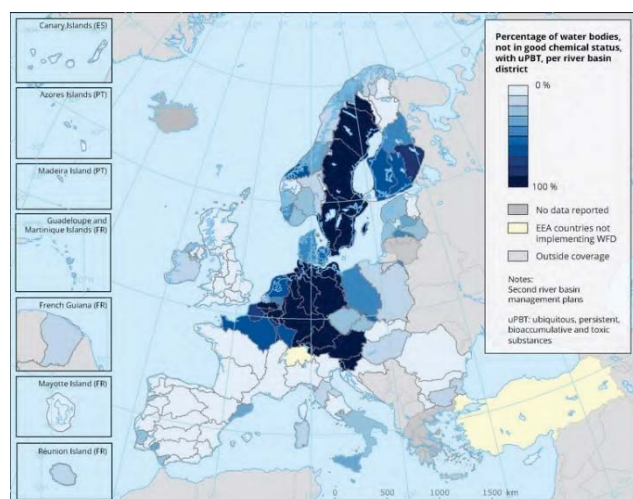 Canary Islands (ES)
Azores Islands (PT)
Madeira Island (PT)
Guadeloupe and
Martinique Islands (FR)
French Guiana (FR)
Mayotte Island (FR)
Réunion Island (FR)
Percentage of water bodies,
not in good chemical status,
with uPBT, per river basin
district
0 %
100 %
No data reported
EEA countries not
implementing WFD
Outside coverage
Notes:
Second river basin
management plans
uPBT: ubiquitous, persistent,
bioaccumulative and toxic
substances
0 500 1000 1500 km